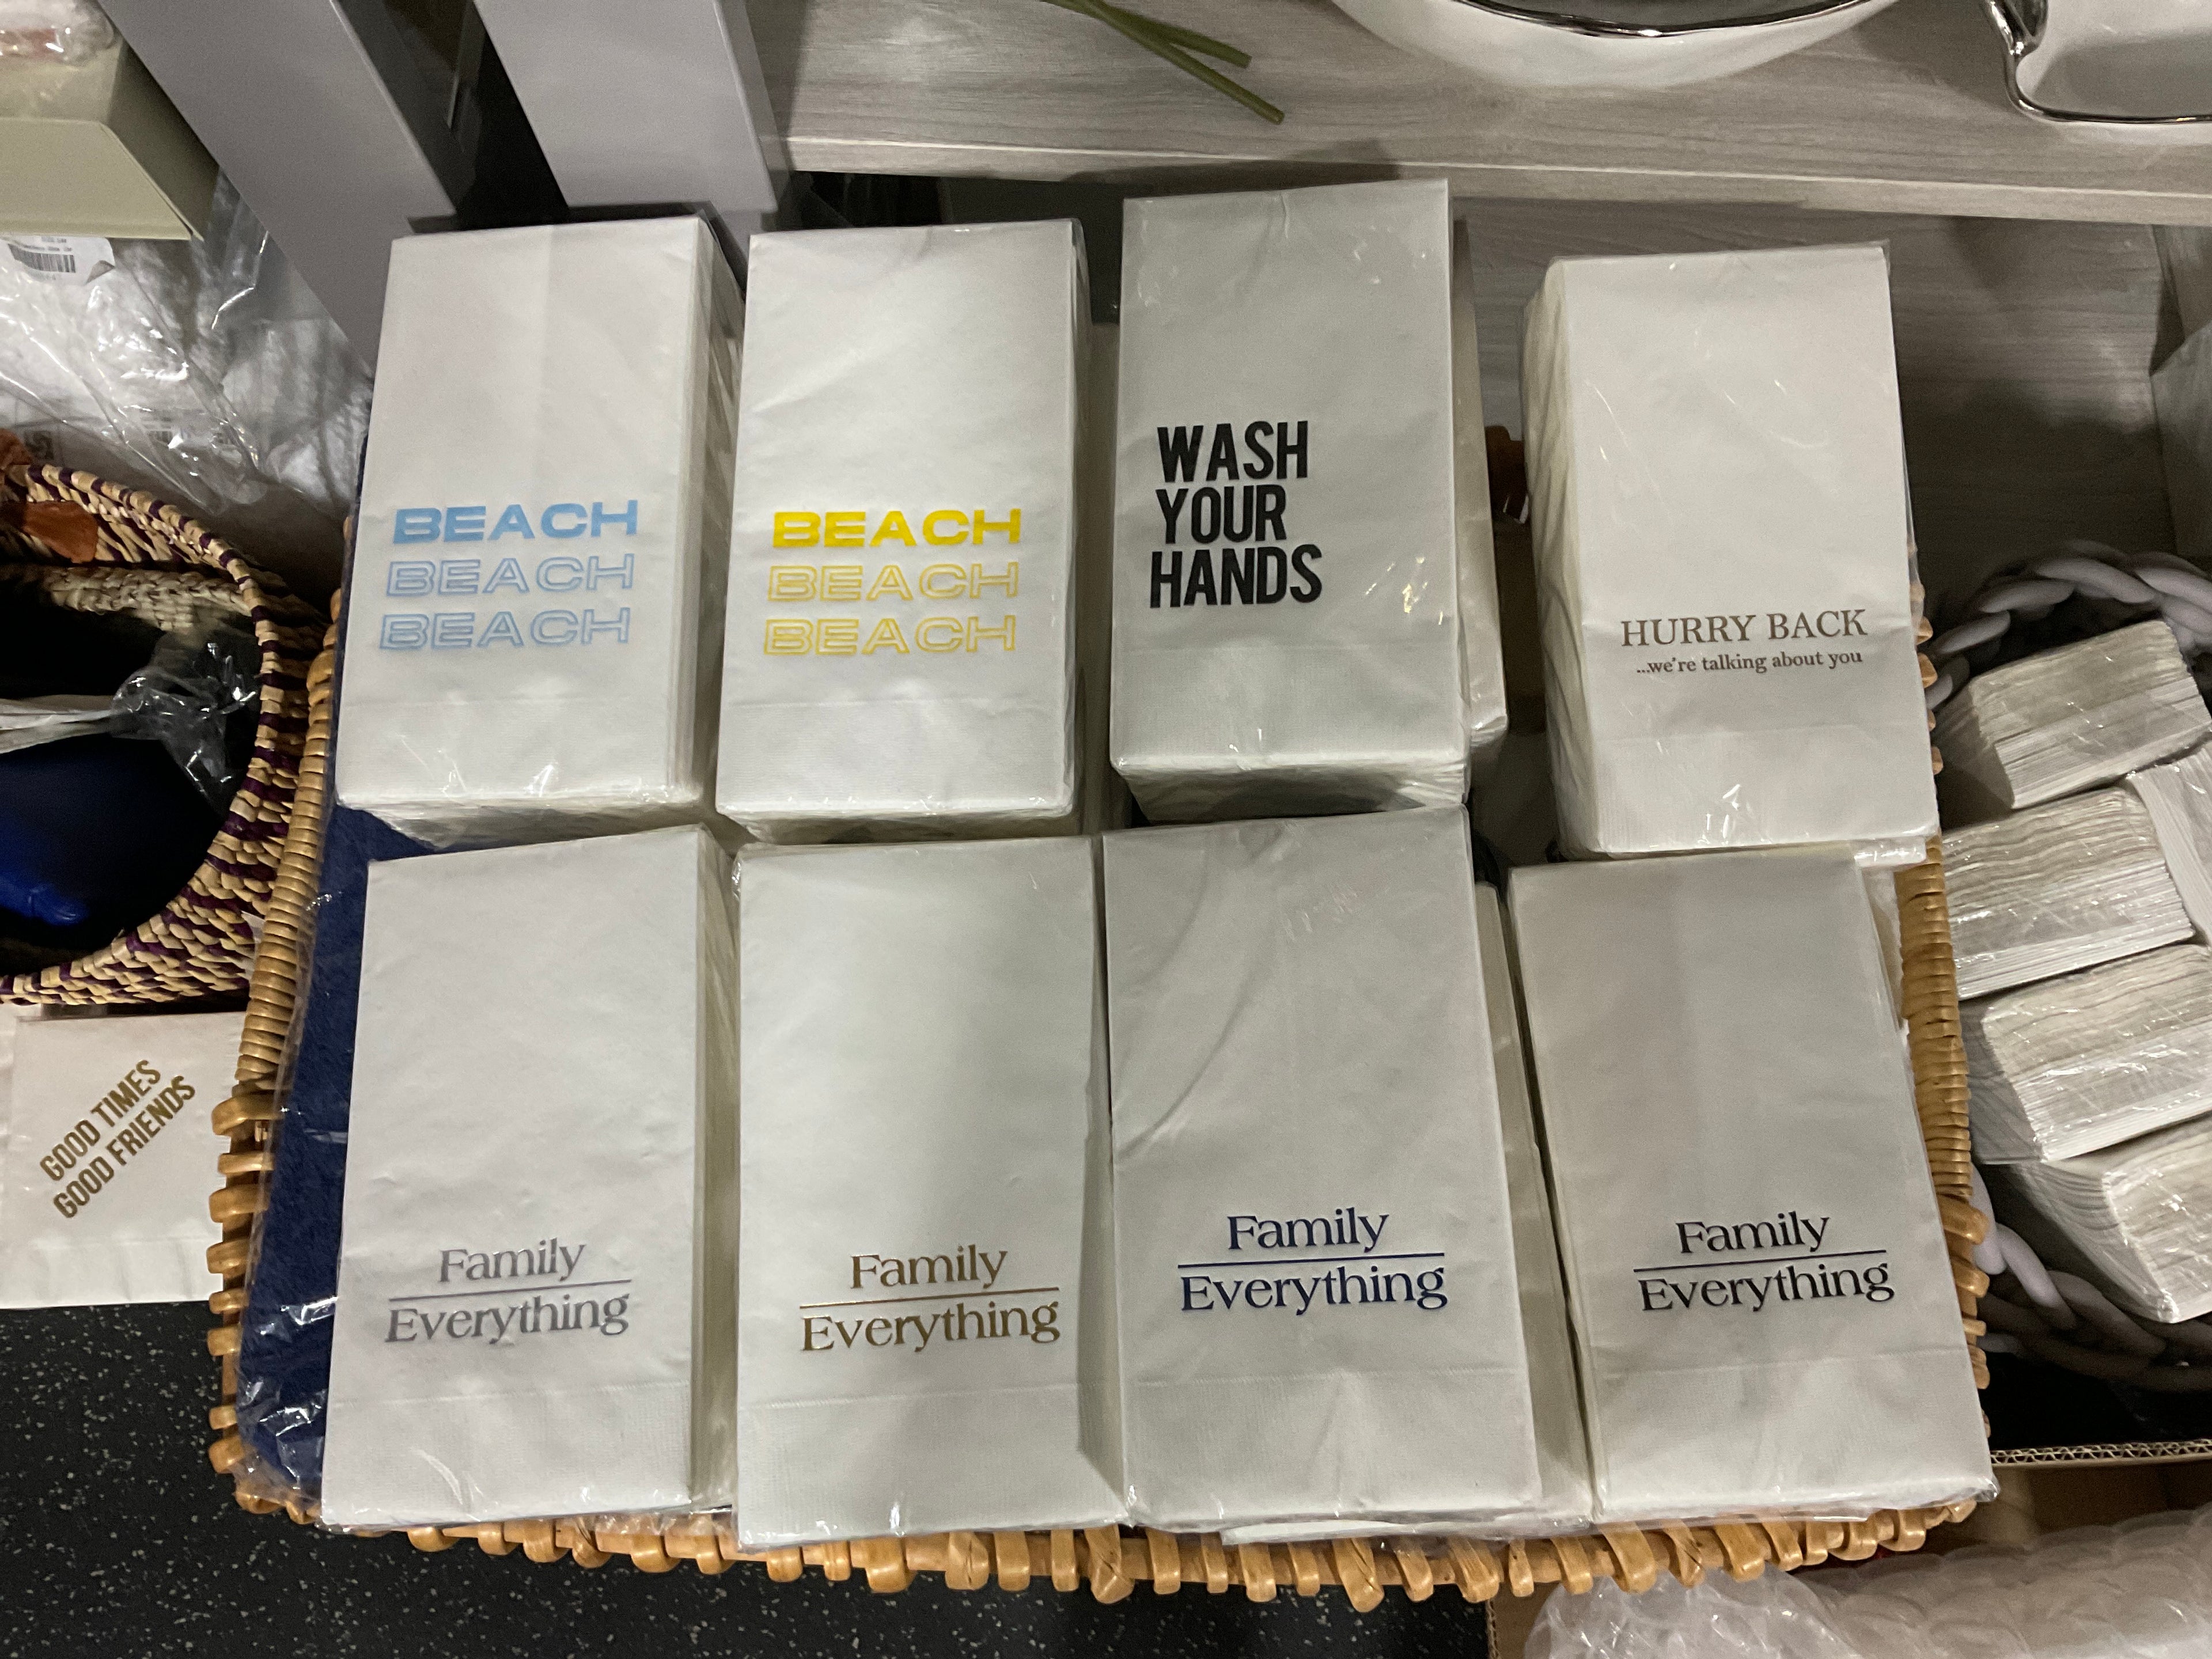 BEACH
BEACH
BEACH
BEACH
BEACH
BEACH
WASH
YOUR
HANDS
HURRY BACK
...we're talking about you
Family
Everything
Family
Everything
Family
Everything
Family
Everything
GOOD TIMES
GOOD FRIENDS